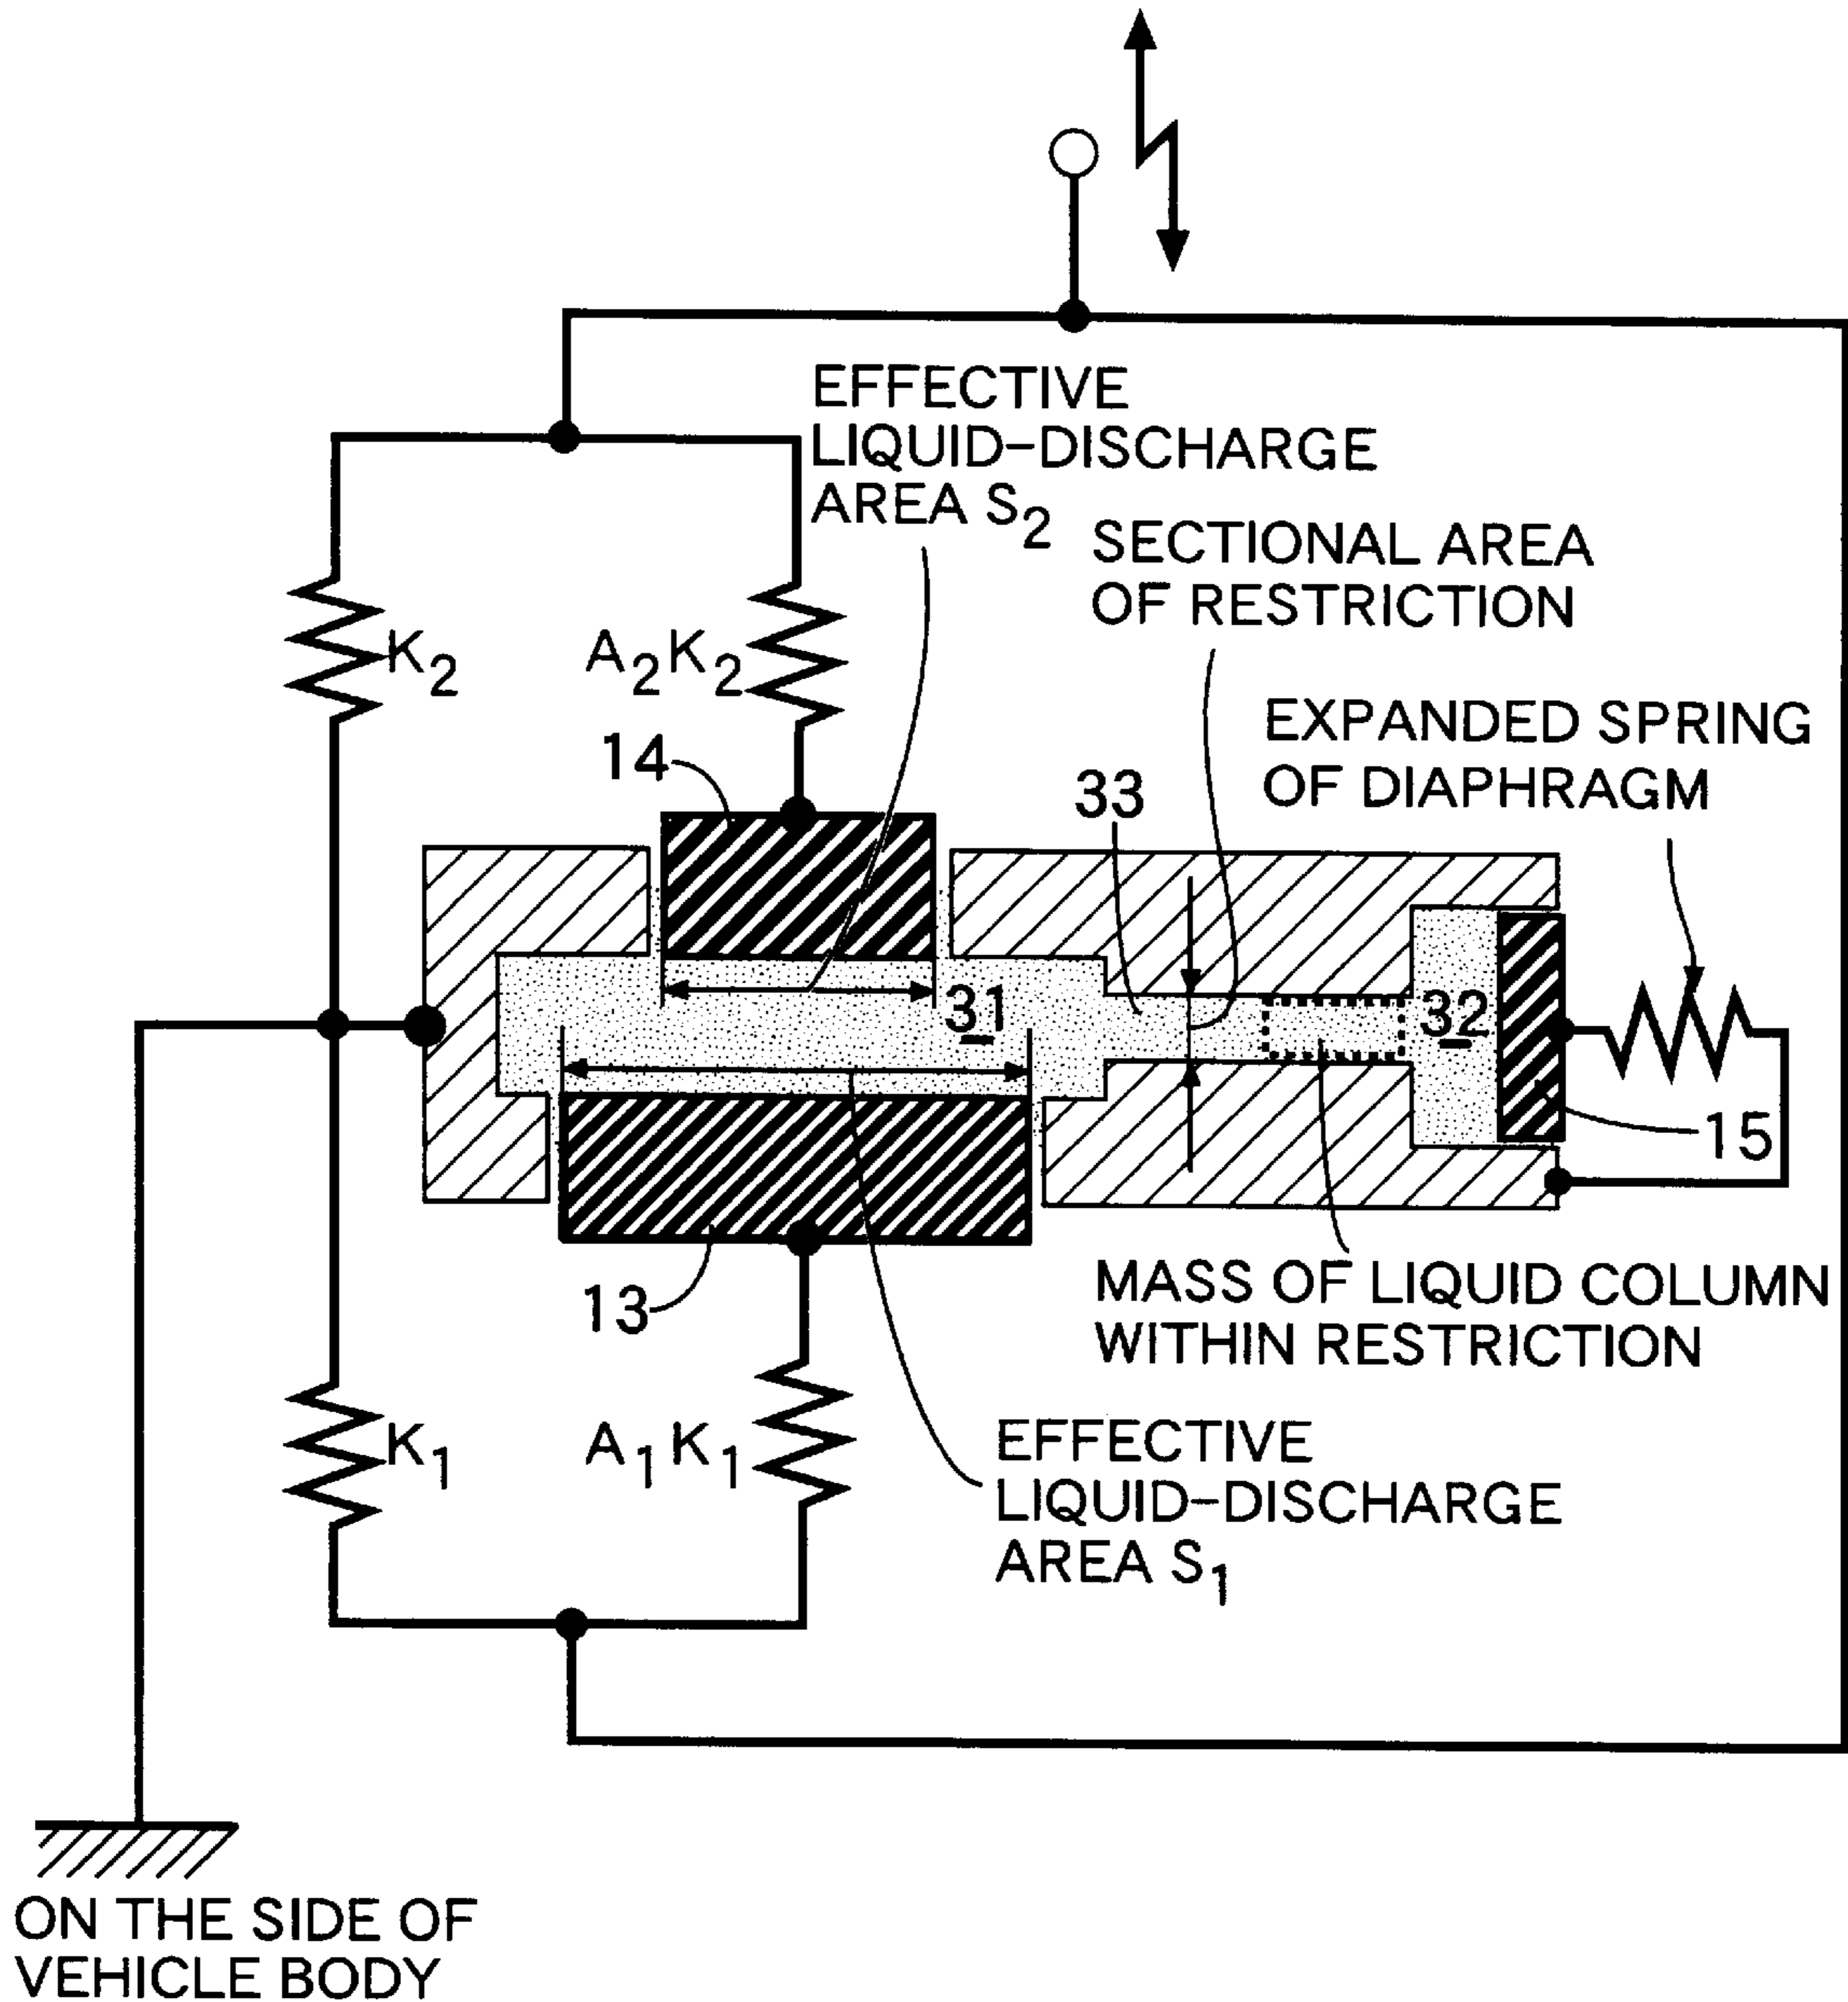 EFFECTIVE
LIQUID-DISCHARGE
AREA S2
SECTIONAL AREA
OF RESTRICTION
K2
A2K2
EXPANDED SPRING
OF DIAPHRAGM
14
33
31
32
15
13
MASS OF LIQUID COLUMN
WITHIN RESTRICTION
K1
A1K1
EFFECTIVE
LIQUID-DISCHARGE
AREA S1
ON THE SIDE OF
VEHICLE BODY